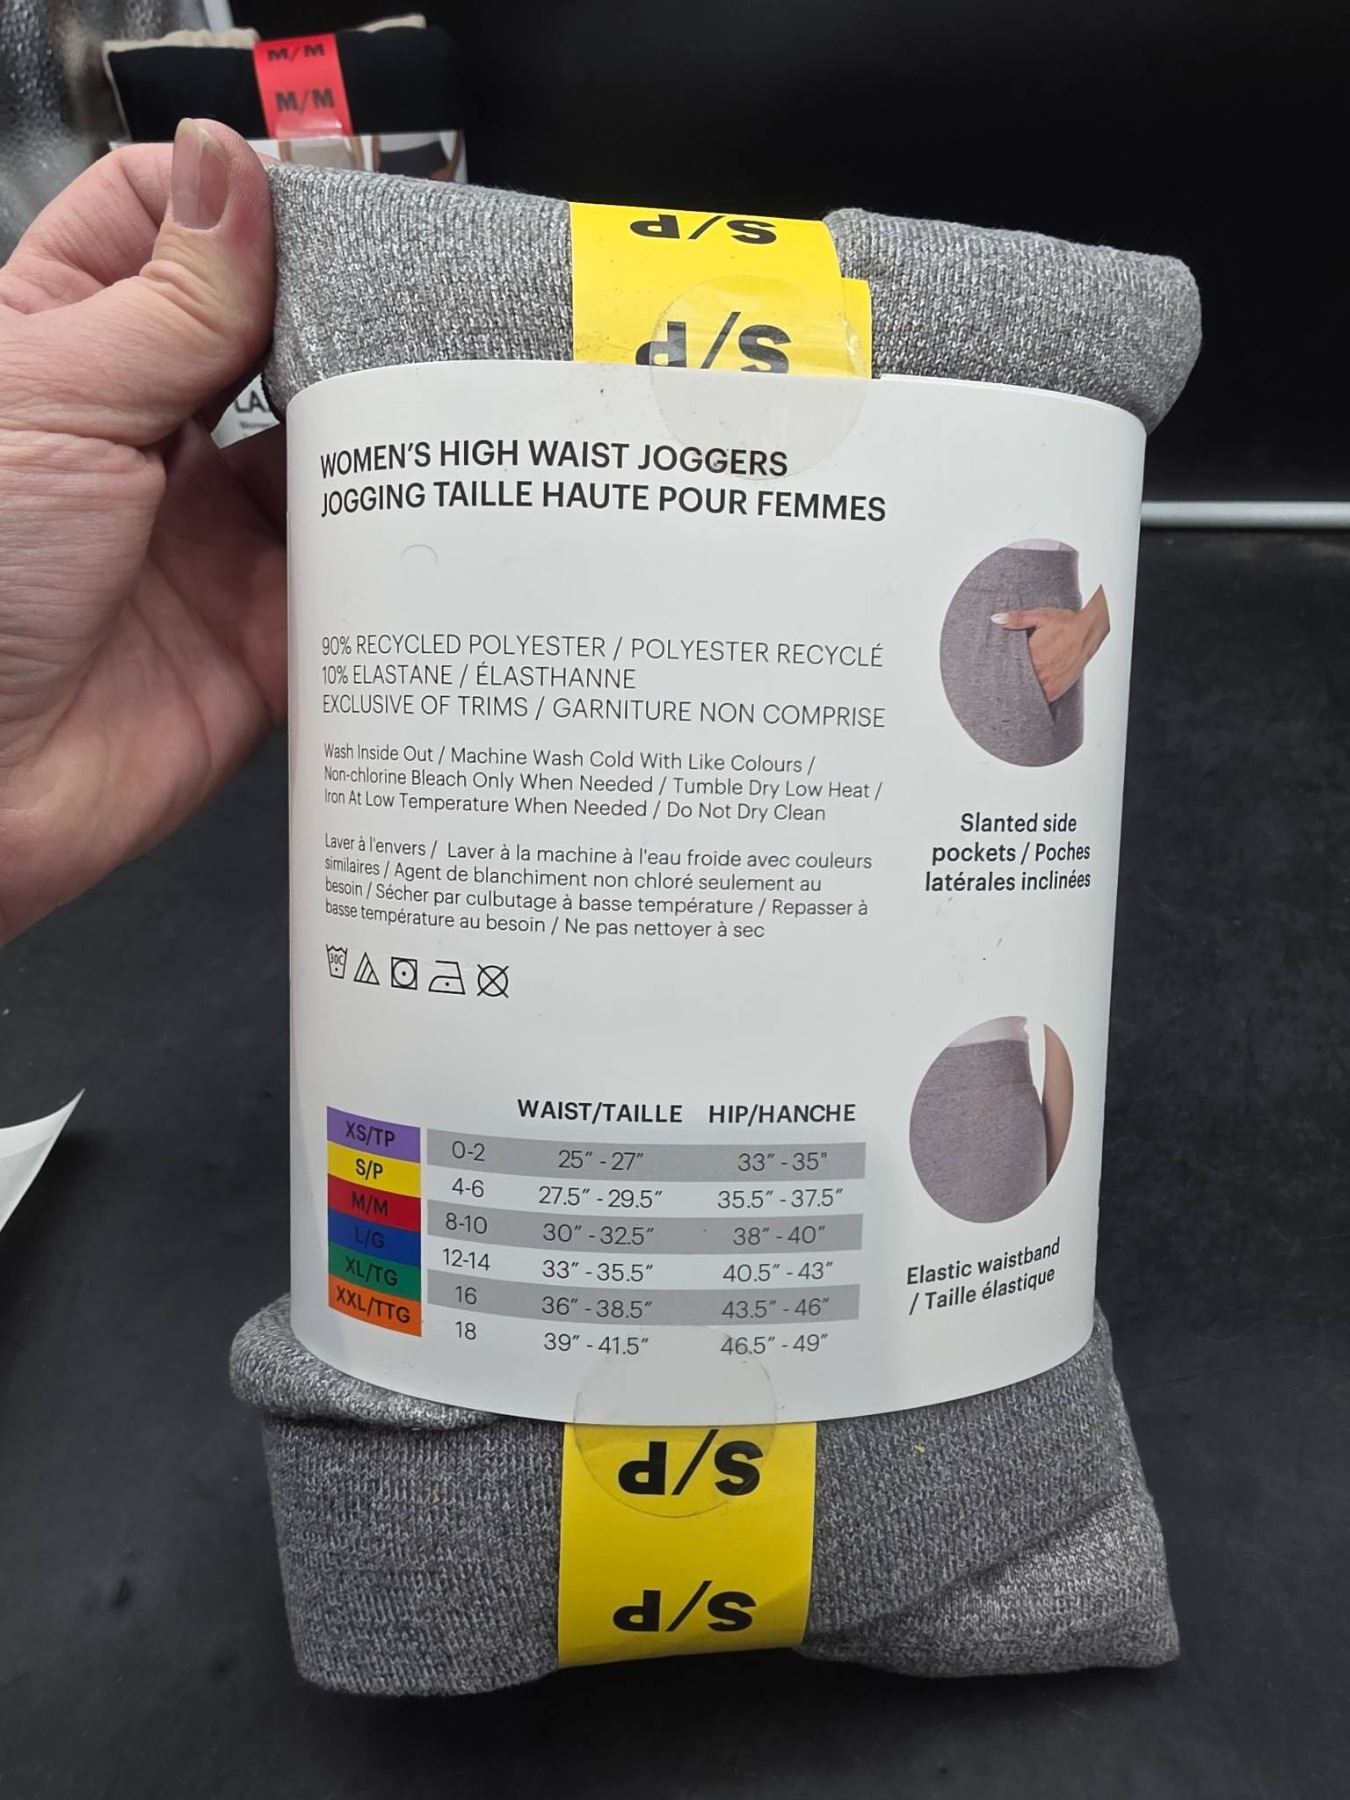 M/M
M/M
S/P
S/P
LA
WOMEN'S HIGH WAIST JOGGERS
JOGGING TAILLE HAUTE POUR FEMMES
90% RECYCLED POLYESTER / POLYESTER RECYCLÉ
10% ELASTANE / ÉLASTHANNE
EXCLUSIVE OF TRIMS / GARNITURE NON COMPRISE
Wash Inside Out / Machine Wash Cold With Like Colours /
Non-chlorine Bleach Only When Needed / Tumble Dry Low Heat /
Iron At Low Temperature When Needed / Do Not Dry Clean
Laver à l'envers / Laver à la machine à l'eau froide avec couleurs
similaires / Agent de blanchiment non chloré seulement au
besoin / Sécher par culbutage à basse température / Repasser à
basse température au besoin / Ne pas nettoyer à sec
30C
Slanted side
pockets / Poches
latérales inclinées
WAIST/TAILLE HIP/HANCHE
XS/TP 0-2 25" - 27" 33" - 35"
S/P 4-6 27.5" - 29.5" 35.5" - 37.5"
M/M 8-10 30" - 32.5" 38" - 40"
L/G 12-14 33" - 35.5" 40.5" - 43"
XL/TG 16 36" - 38.5" 43.5" - 46"
XXL/TTG 18 39" - 41.5" 46.5" - 49"
Elastic waistband
/ Taille élastique
S/P
S/P